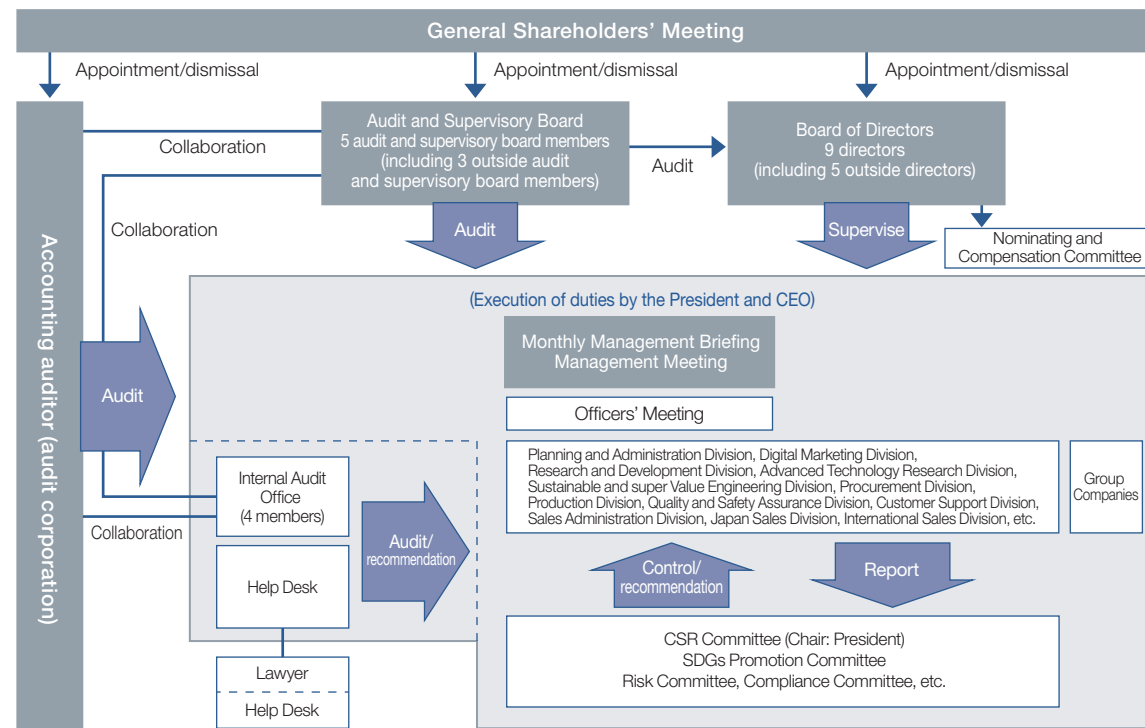 General Shareholders' Meeting
Appointment/dismissal
Appointment/dismissal
Appointment/dismissal
Accounting auditor (audit corporation)
Collaboration
Audit and Supervisory Board
5 audit and supervisory board members
(including 3 outside audit
and supervisory board members)
Audit
Board of Directors
9 directors
(including 5 outside directors)
Collaboration
Audit
Supervise
Nominating and
Compensation Committee
(Execution of duties by the President and CEO)
Monthly Management Briefing
Management Meeting
Audit
Officers' Meeting
Planning and Administration Division, Digital Marketing Division,
Research and Development Division, Advanced Technology Research Division,
Sustainable and super Value Engineering Division, Procurement Division,
Production Division, Quality and Safety Assurance Division, Customer Support Division,
Sales Administration Division, Japan Sales Division, International Sales Division, etc.
Group
Companies
Internal Audit
Office
(4 members)
Collaboration
Audit/
recommendation
Help Desk
Control/
recommendation
Report
CSR Committee (Chair: President)
SDGs Promotion Committee
Risk Committee, Compliance Committee, etc.
Lawyer
Help Desk